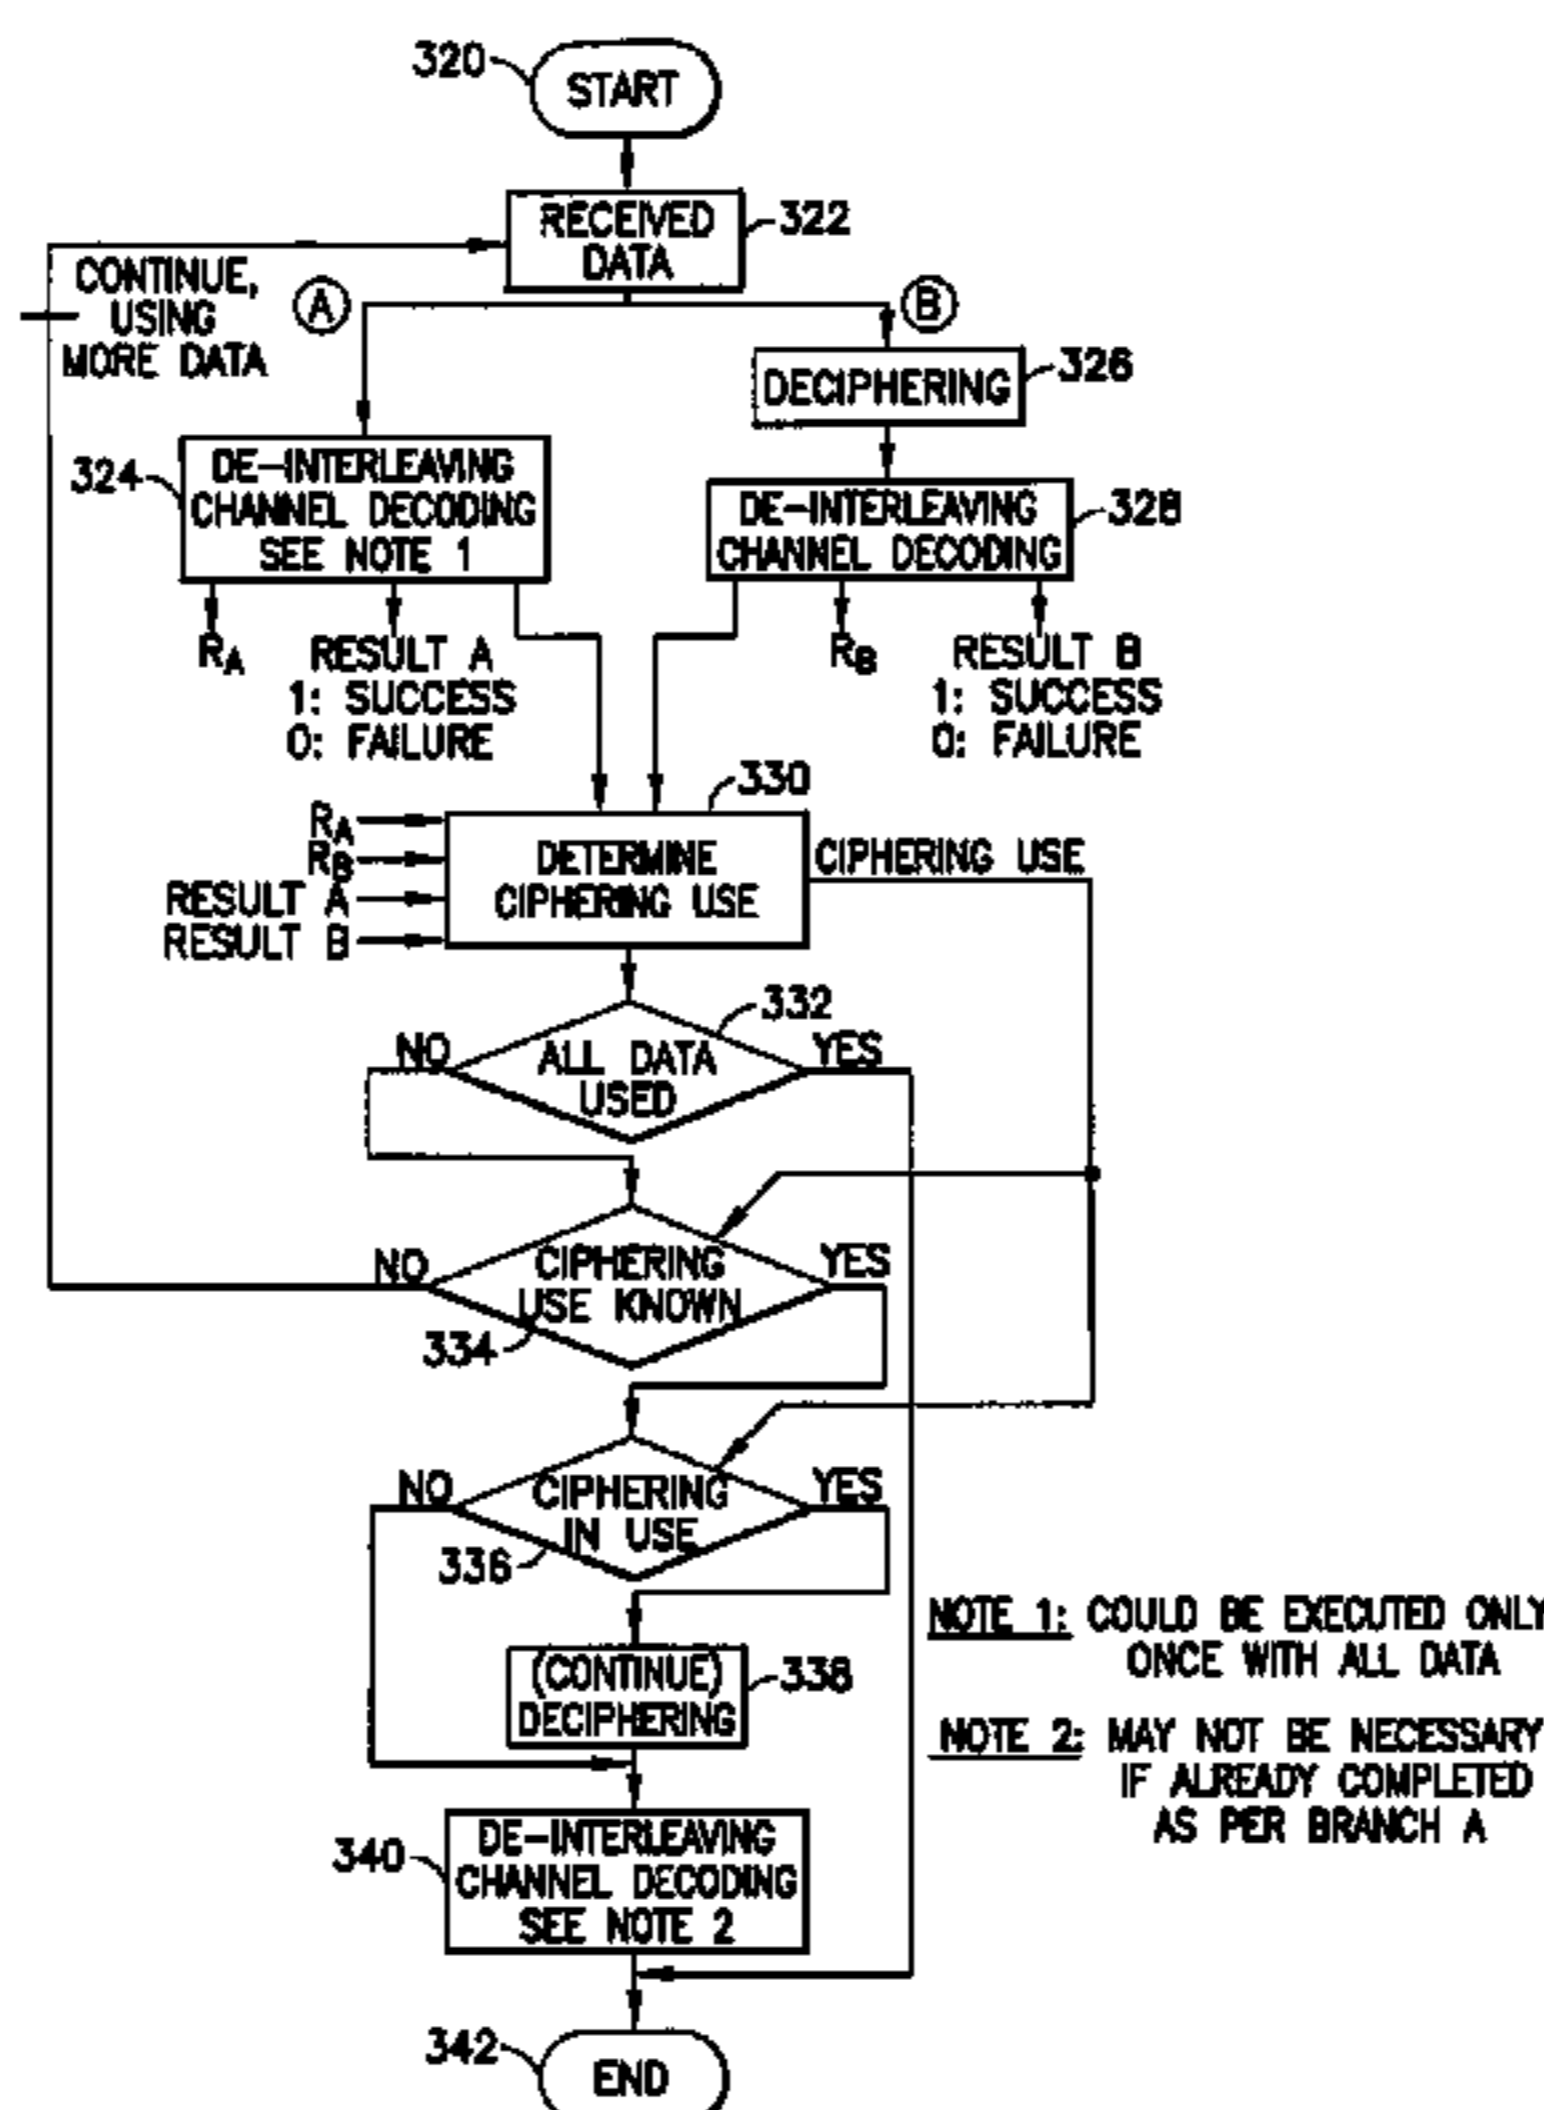 320
START
RECEIVED
DATA
322
CONTINUE,
USING
MORE DATA
A
B
DECIPHERING
326
324
DE-INTERLEAVING
CHANNEL DECODING
SEE NOTE 1
DE-INTERLEAVING
CHANNEL DECODING
328
RA
RESULT A
1: SUCCESS
0: FAILURE
RB
RESULT B
1: SUCCESS
0: FAILURE
330
RA
RB
RESULT A
RESULT B
DETERMINE
CIPHERING USE
CIPHERING USE
332
NO
ALL DATA
USED
YES
NO
CIPHERING
USE KNOWN
YES
334
NO
CIPHERING
IN USE
YES
336
(CONTINUE)
DECIPHERING
338
NOTE 1: COULD BE EXECUTED ONLY
ONCE WITH ALL DATA
NOTE 2: MAY NOT BE NECESSARY
IF ALREADY COMPLETED
AS PER BRANCH A
340
DE-INTERLEAVING
CHANNEL DECODING
SEE NOTE 2
342
END